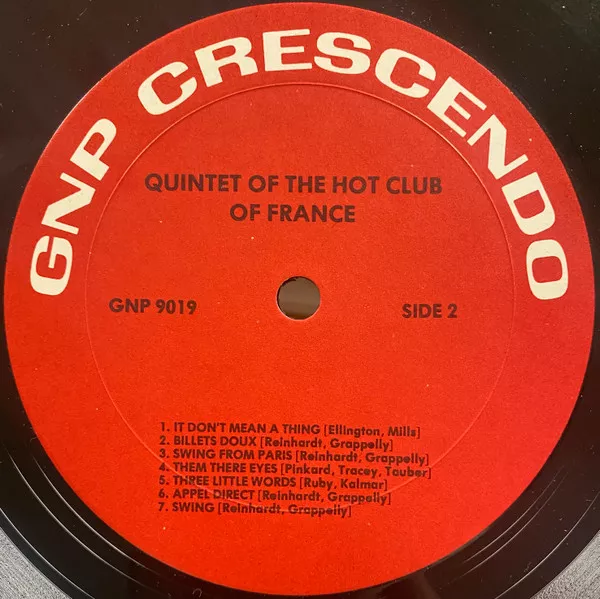 GNP CRESCENDO
QUINTET OF THE HOT CLUB
OF FRANCE
GNP 9019
SIDE 2
1. IT DON'T MEAN A THING [Ellington, Mills]
2. BILLETS DOUX [Reinhardt, Grappelly]
3. SWING FROM PARIS [Reinhardt, Grappelly]
4. THEM THERE EYES [Pinkard, Tracey, Tauber]
5. THREE LITTLE WORDS [Ruby, Kalmar]
6. APPEL DIRECT [Reinhardt, Grappelly]
7. SWING [Reinhardt, Grappelly]